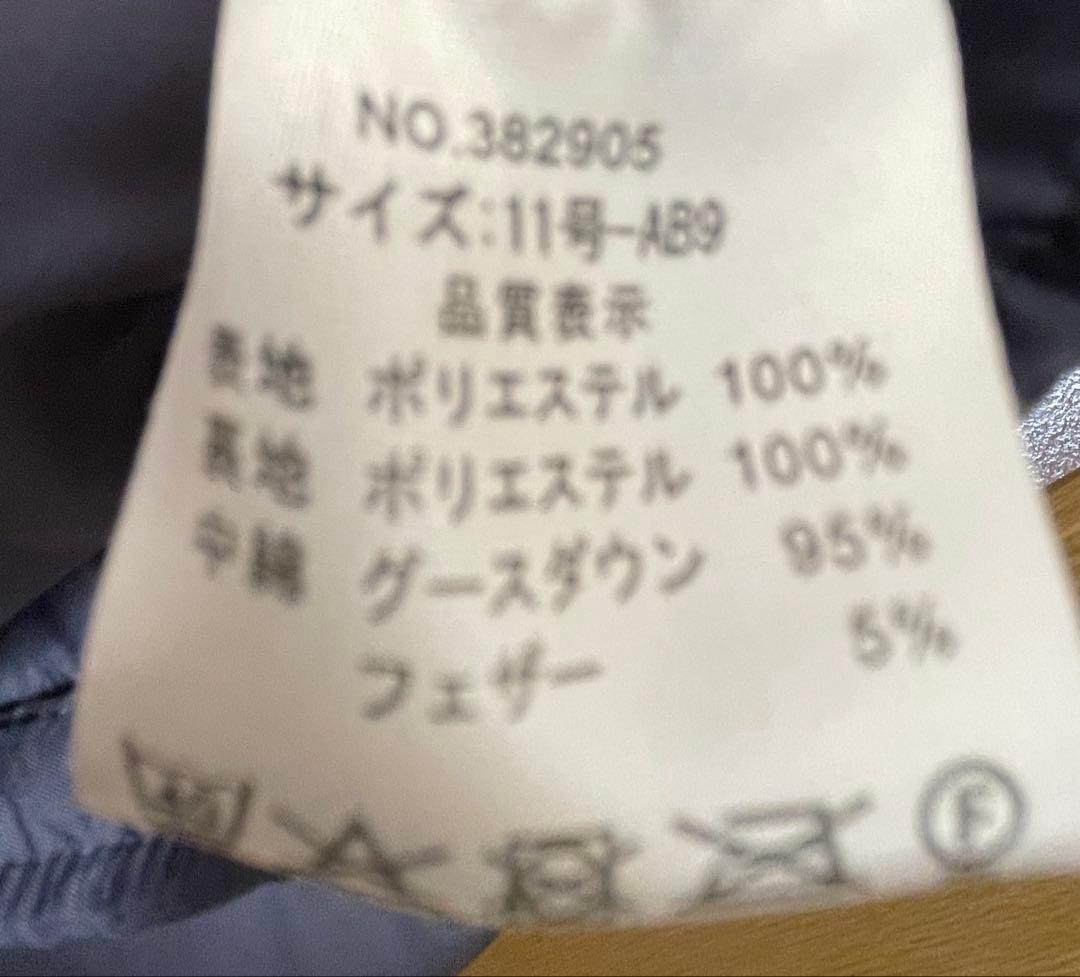 NO.382905
サイズ:11号-AB9
品質表示
表地 ポリエステル 100%
裏地 ポリエステル 100%
中綿 グースダウン 95%
フェザー 5%
F